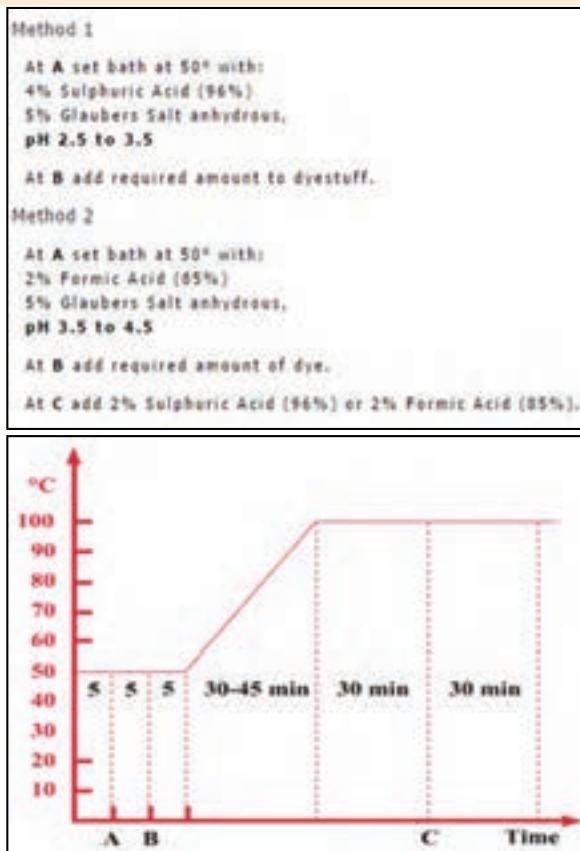 Method 1
At A set bath at 50° with:
4% Sulphuric Acid (96%)
5% Glaubers Salt anhydrous,
pH 2.5 to 3.5
At B add required amount to dyestuff.
Method 2
At A set bath at 50° with:
2% Formic Acid (85%)
5% Glaubers Salt anhydrous,
pH 3.5 to 4.5
At B add required amount of dye.
At C add 2% Sulphuric Acid (96%) or 2% Formic Acid (85%).
°C
100
90
80
70
60
50
5 5 5 30-45 min 30 min 30 min
40
30
20
10
A B C Time